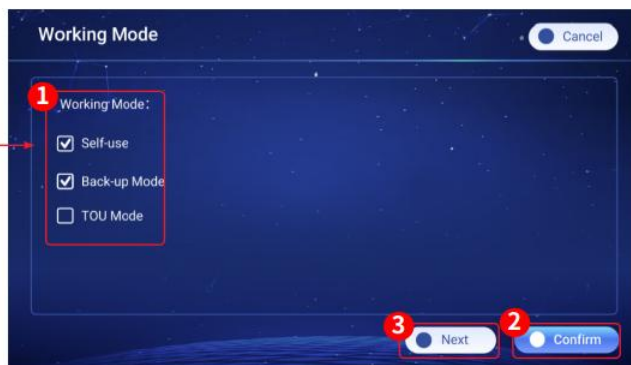 Working Mode
Cancel
1
Working Mode:
Self-use
Back-up Mode
TOU Mode
3
Next
2
Confirm